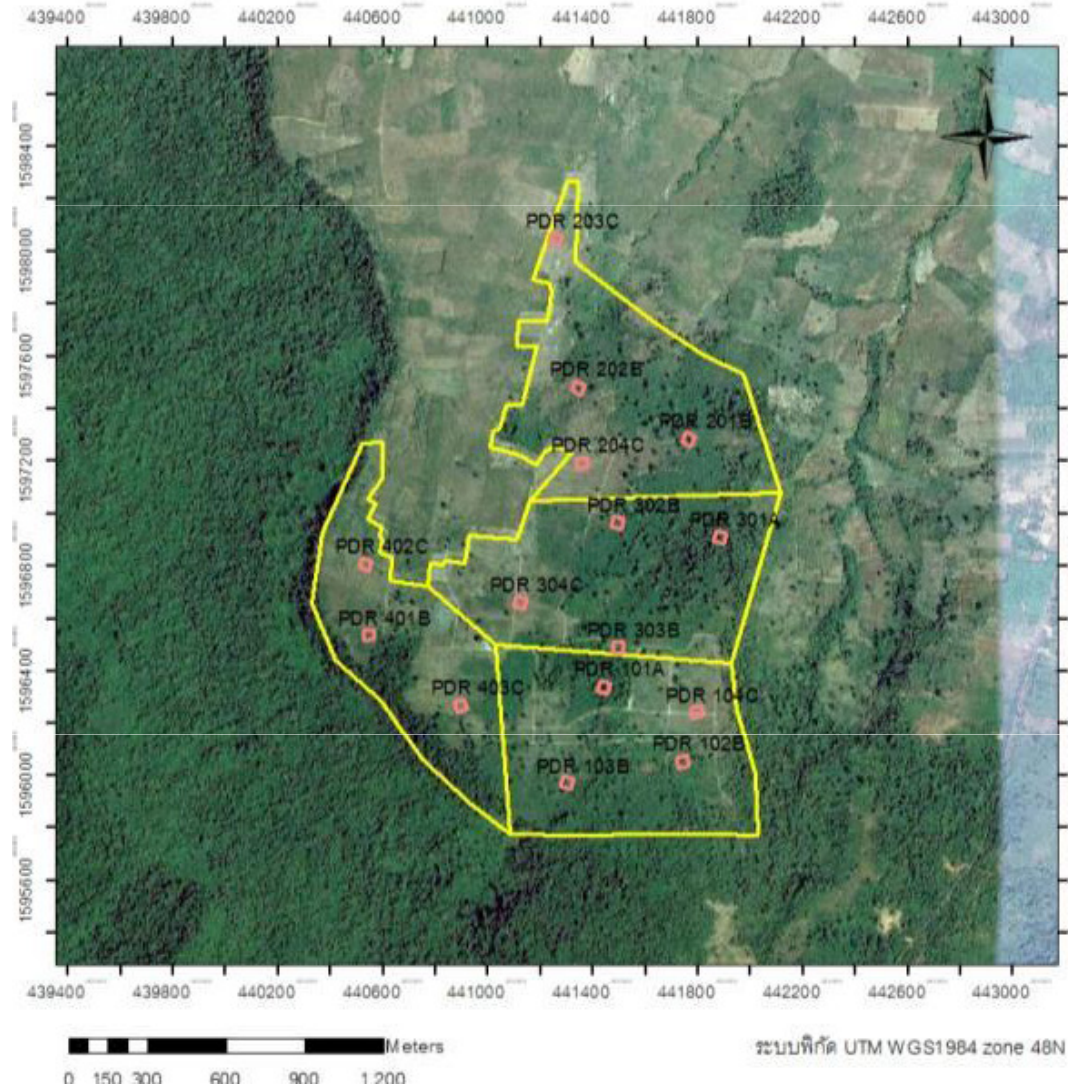 439400 439800 440200 440600 441000 441400 441800 442200 442600 443000
1598400
1598000
1597600
1597200
1596800
1596400
1596000
1595600
N
PDR 203C
PDR 202B
PDR 201B
PDR 204C
PDR 302B
PDR 301A
PDR 402C
PDR 304C
PDR 401B
PDR 303B
PDR 101A
PDR 403C
PDR 104C
PDR 102B
PDR 103B
439400 439800 440200 440600 441000 441400 441800 442200 442600 443000
Meters
0 150 300 600 900 1,200
ระบบพิกัด UTM WGS1984 zone 48N